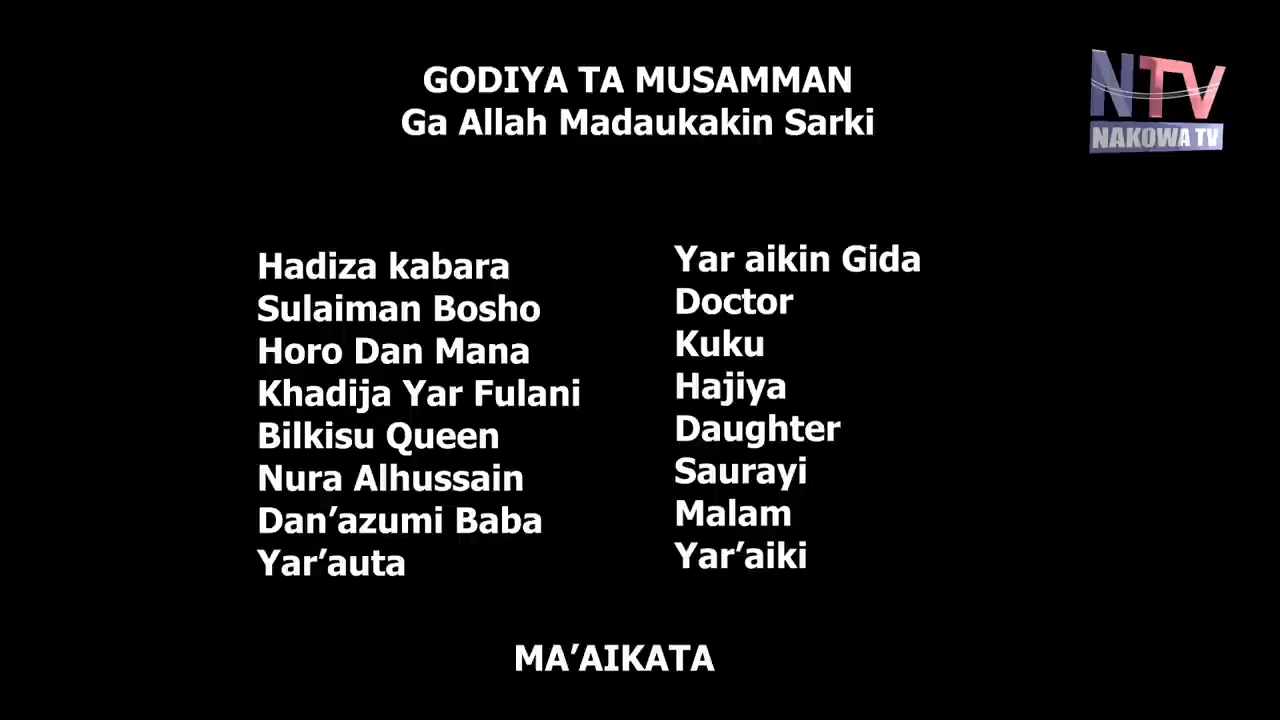 GODIYA TA MUSAMMAN
Ga Allah Madaukakin Sarki
NTV
NAKOWA TV
Hadiza kabara Yar aikin Gida
Sulaiman Bosho Doctor
Horo Dan Mana Kuku
Khadija Yar Fulani Hajiya
Bilkisu Queen Daughter
Nura Alhussain Saurayi
Dan’azumi Baba Malam
Yar’auta Yar’aiki
MA’AIKATA